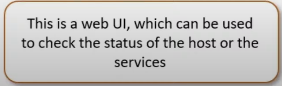 This is a web UI, which can be used
to check the status of the host or the
services